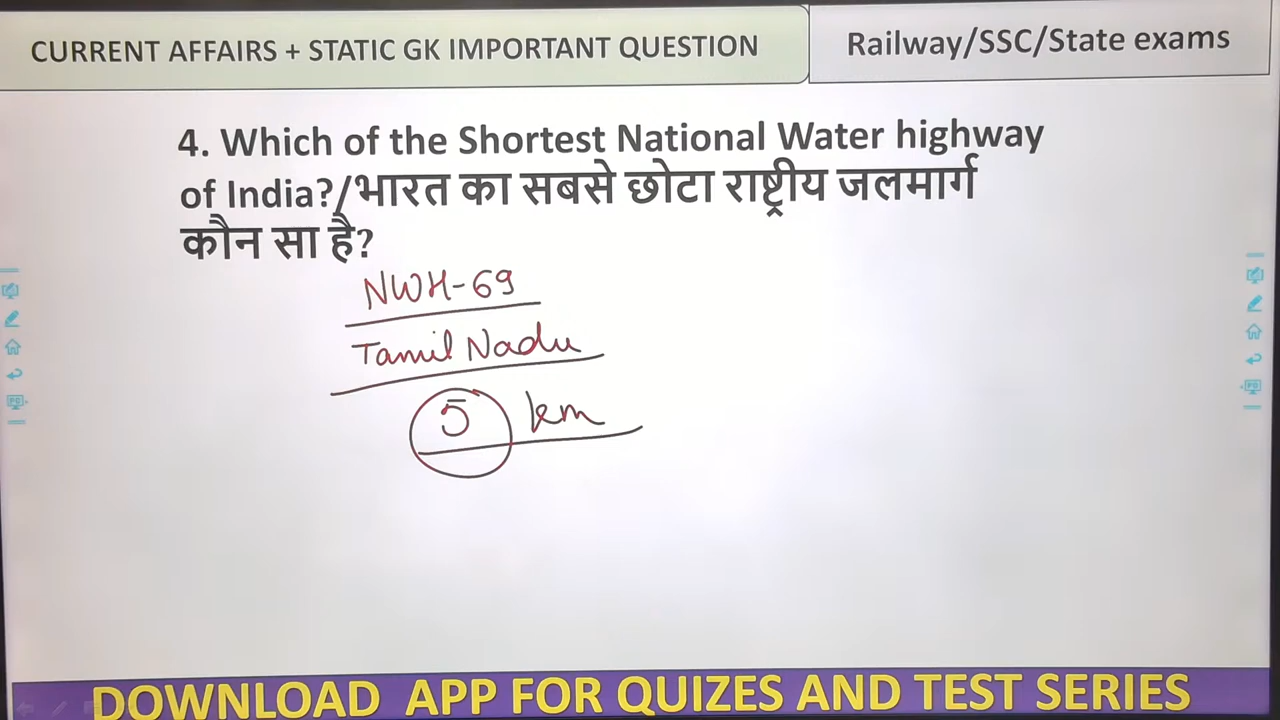 CURRENT AFFAIRS + STATIC GK IMPORTANT QUESTION
Railway/SSC/State exams
4. Which of the Shortest National Water highway
of India?/भारत का सबसे छोटा राष्ट्रीय जलमार्ग
कौन सा है?
NWH-69
Tamil Nadu
5 km
DOWNLOAD APP FOR QUIZES AND TEST SERIES